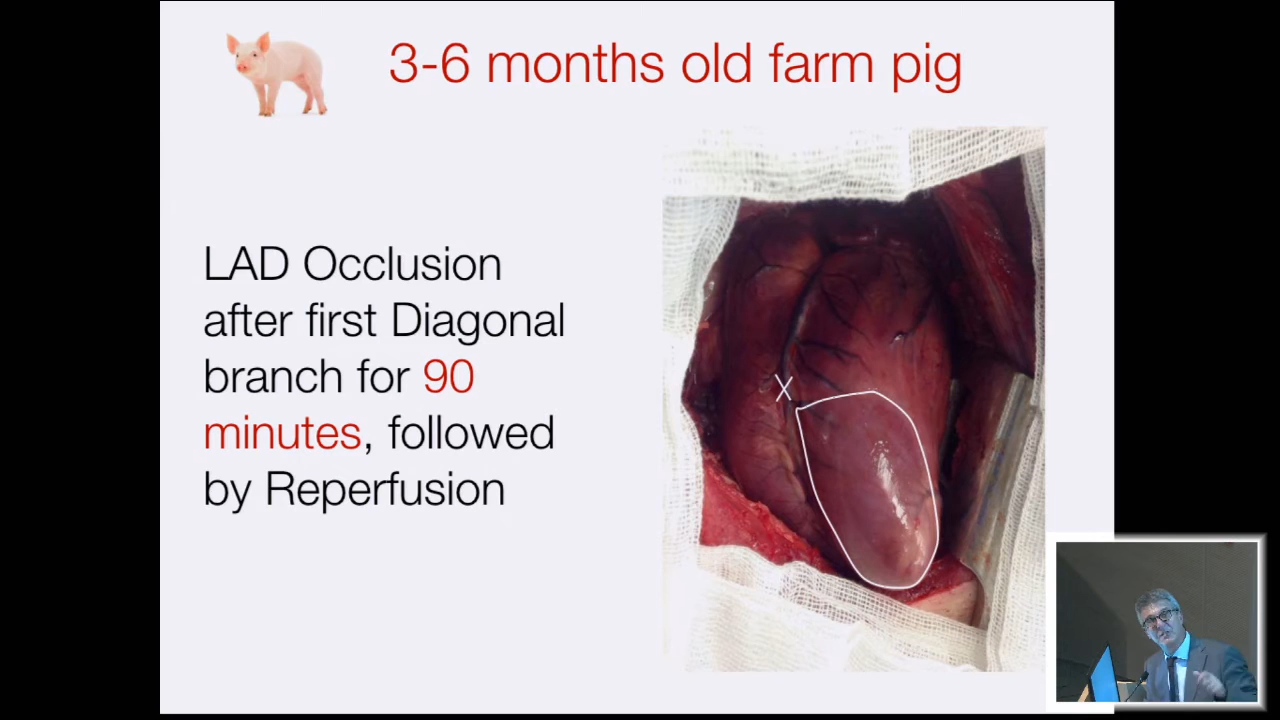 3-6 months old farm pig
LAD Occlusion
after first Diagonal
branch for 90
minutes, followed
by Reperfusion
X